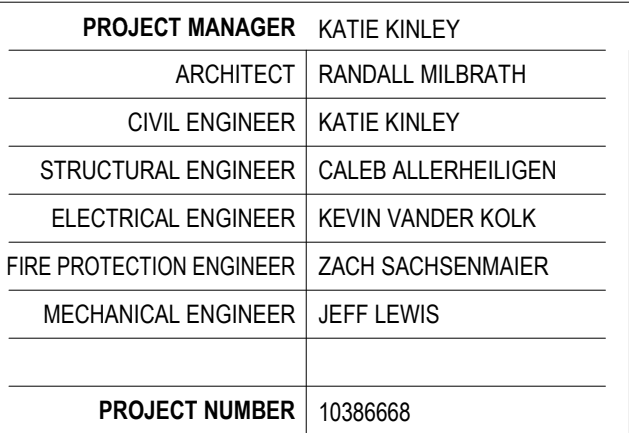 PROJECT MANAGER KATIE KINLEY
ARCHITECT RANDALL MILBRATH
CIVIL ENGINEER KATIE KINLEY
STRUCTURAL ENGINEER CALEB ALLERHEILIGEN
ELECTRICAL ENGINEER KEVIN VANDER KOLK
FIRE PROTECTION ENGINEER ZACH SACHSENMAIER
MECHANICAL ENGINEER JEFF LEWIS
PROJECT NUMBER 10386668